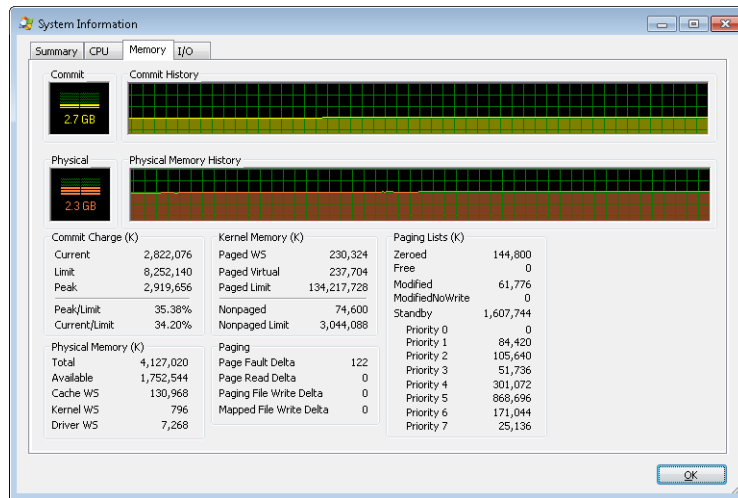 System Information
Summary CPU Memory I/O
Commit Commit History
2.7 GB
Physical Physical Memory History
2.3 GB
Commit Charge (K)
Current 2,822,076
Limit 8,252,140
Peak 2,919,656
Peak/Limit 35.38%
Current/Limit 34.20%
Physical Memory (K)
Total 4,127,020
Available 1,752,544
Cache WS 130,968
Kernel WS 796
Driver WS 7,268
Kernel Memory (K)
Paged WS 230,324
Paged Virtual 237,704
Paged Limit 134,217,728
Nonpaged 74,600
Nonpaged Limit 3,044,088
Paging
Page Fault Delta 122
Page Read Delta 0
Paging File Write Delta 0
Mapped File Write Delta 0
Paging Lists (K)
Zeroed 144,800
Free 0
Modified 61,776
ModifiedNoWrite 0
Standby 1,607,744
Priority 0 0
Priority 1 84,420
Priority 2 105,640
Priority 3 51,736
Priority 4 301,072
Priority 5 868,696
Priority 6 171,044
Priority 7 25,136
OK